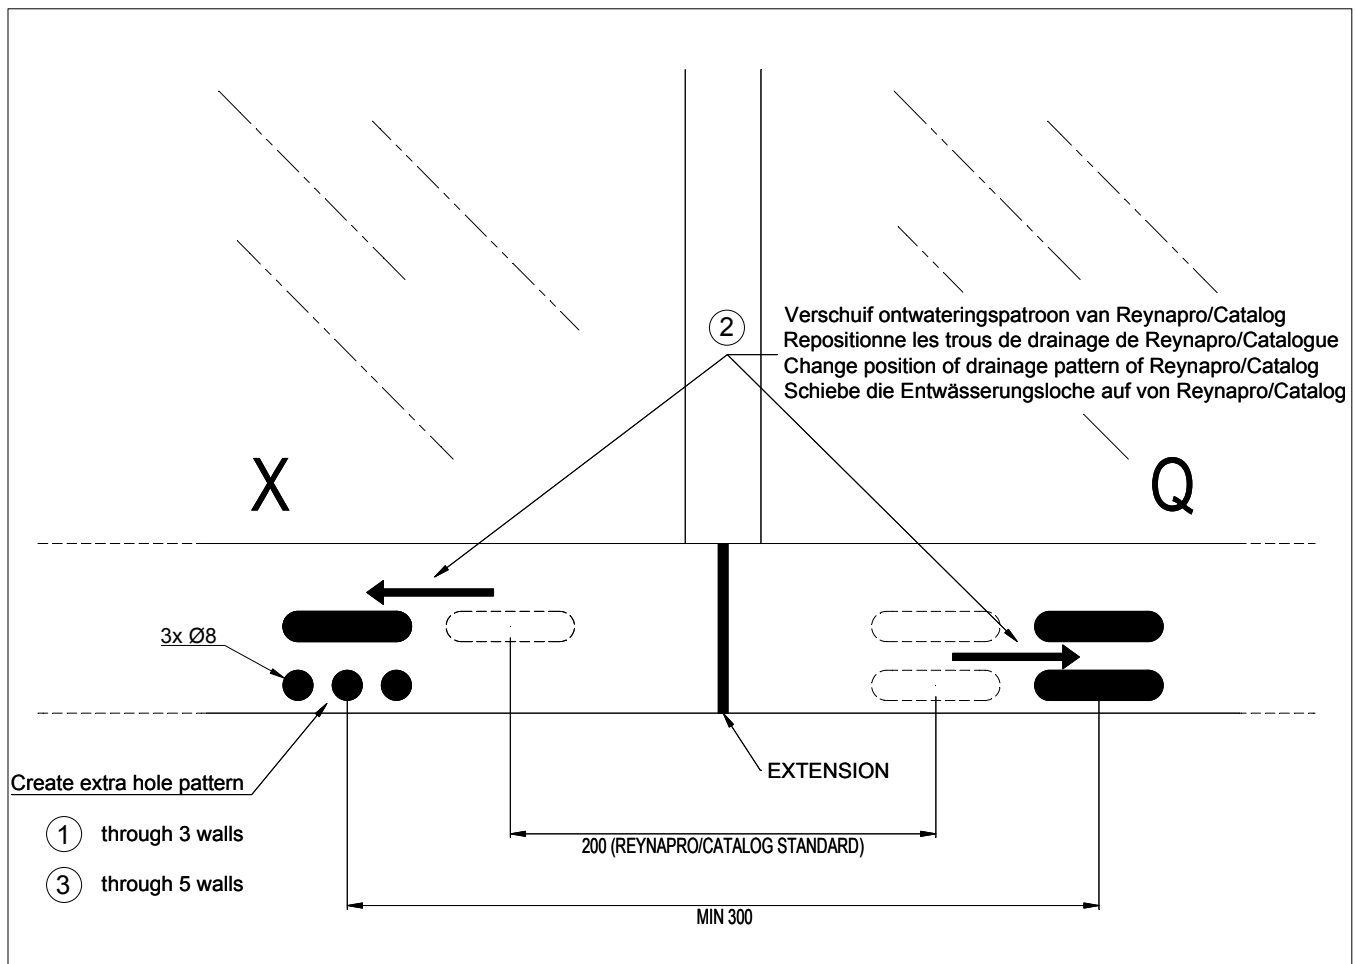 2
Verschuif ontwateringspatroon van Reynapro/Catalog
Repositionne les trous de drainage de Reynapro/Catalogue
Change position of drainage pattern of Reynapro/Catalog
Schiebe die Entwässerungsloche auf von Reynapro/Catalog
X
Q
3x Ø8
EXTENSION
Create extra hole pattern
1 through 3 walls
3 through 5 walls
200 (REYNAPRO/CATALOG STANDARD)
MIN 300